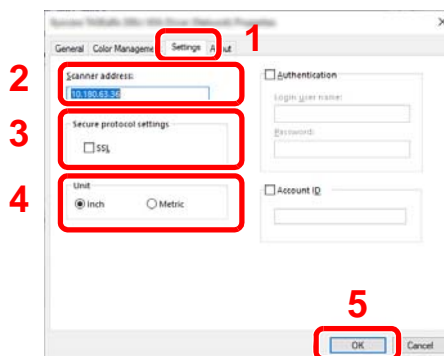 1
General Color Manageme Settings A ut
2
Scanner address:
10.180.63.36
Authentication
Login user name:
Password:
3
Secure protocol settings
SSL
4
Unit
Inch Metric
Account ID
5
OK Cancel